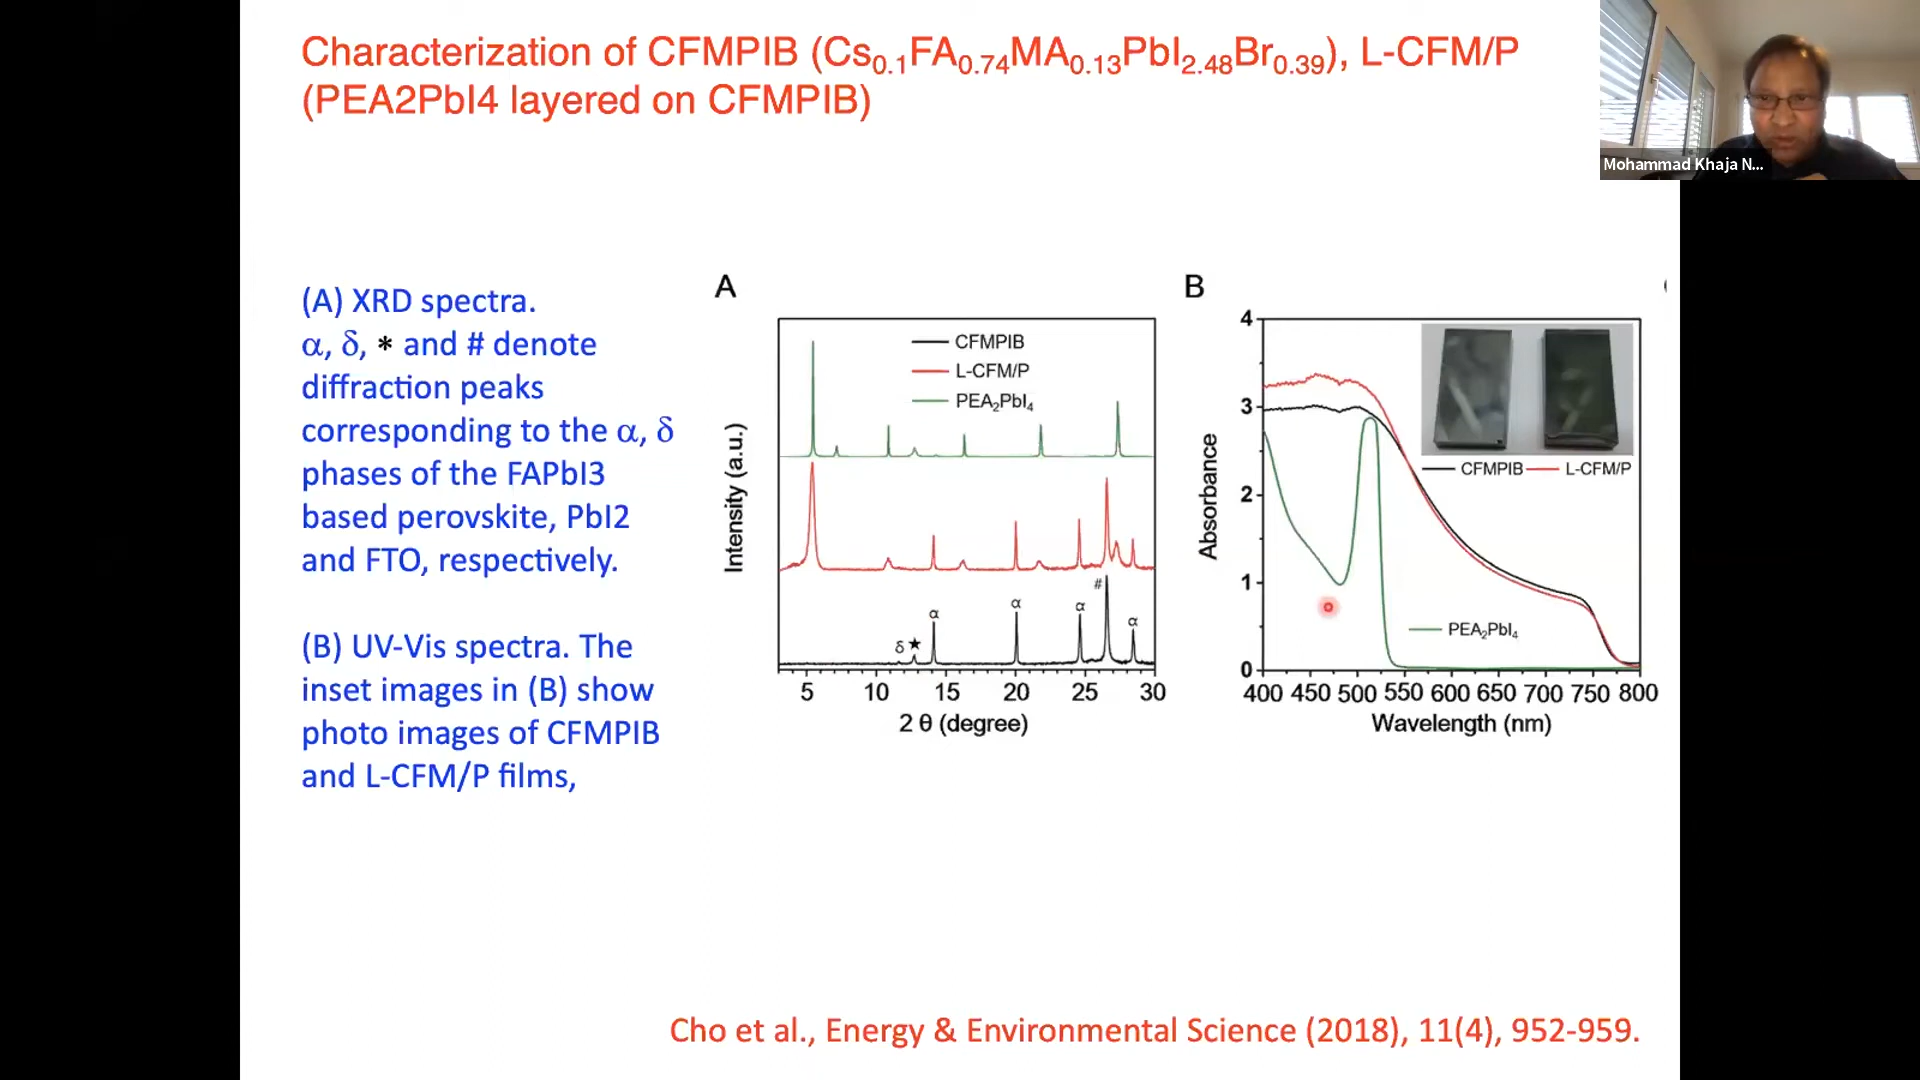 Characterization of CFMPIB (Cs0.1FA0.74MA0.13PbI2.48Br0.39), L-CFM/P
(PEA2PbI4 layered on CFMPIB)
Mohammad Khaja N...
(A) XRD spectra.
α, δ, * and # denote
diffraction peaks
corresponding to the α, δ
phases of the FAPbI3
based perovskite, PbI2
and FTO, respectively.
(B) UV-Vis spectra. The
inset images in (B) show
photo images of CFMPIB
and L-CFM/P films,
A
CFMPIB
L-CFM/P
PEA2PbI4
Intensity (a.u.)
δ ★ α α α # α
5 10 15 20 25 30
2 θ (degree)
B
4
3
2
1
0
Absorbance
CFMPIB L-CFM/P
PEA2PbI4
400 450 500 550 600 650 700 750 800
Wavelength (nm)
Cho et al., Energy & Environmental Science (2018), 11(4), 952-959.